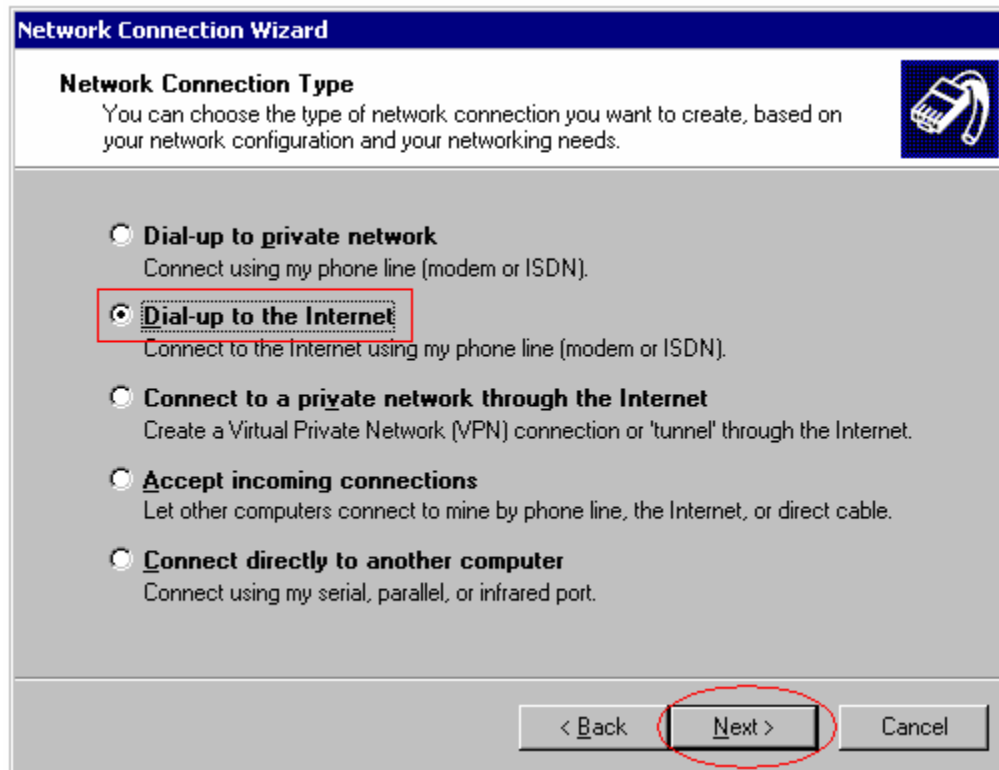 Network Connection Wizard
Network Connection Type
You can choose the type of network connection you want to create, based on
your network configuration and your networking needs.
Dial-up to private network
Connect using my phone line (modem or ISDN).
Dial-up to the Internet
Connect to the Internet using my phone line (modem or ISDN).
Connect to a private network through the Internet
Create a Virtual Private Network (VPN) connection or 'tunnel' through the Internet.
Accept incoming connections
Let other computers connect to mine by phone line, the Internet, or direct cable.
Connect directly to another computer
Connect using my serial, parallel, or infrared port.
< Back
Next >
Cancel